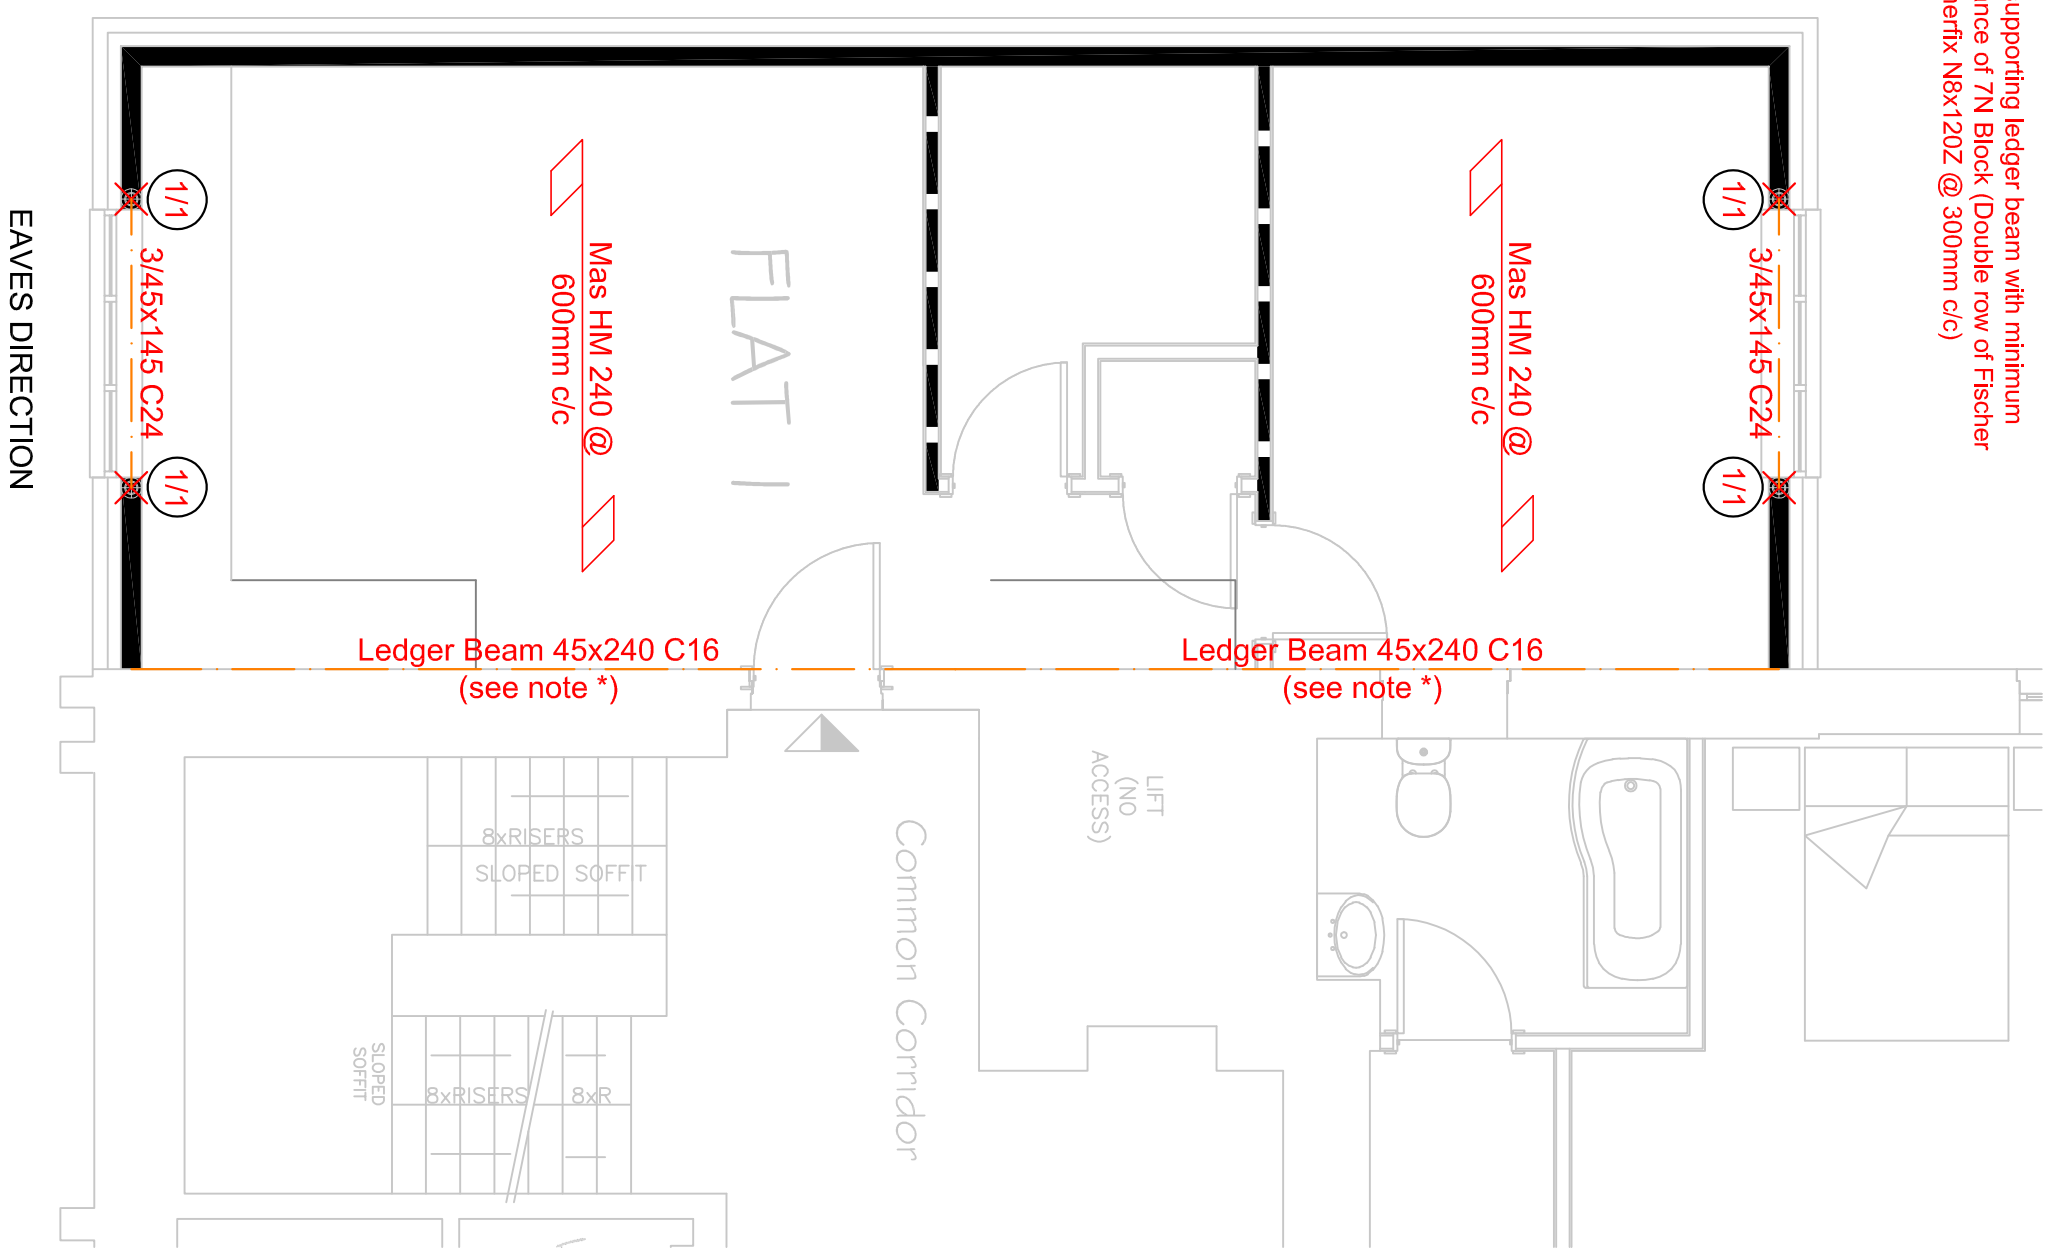 upporting ledger beam with minimum
ance of 7N Block (Double row of Fischer
erfix N8x120Z @ 300mm c/c)
1/1
1/1
3/45x145 C24
3/45x145 C24
1/1
1/1
EAVES DIRECTION
Mas HM 240 @
600mm c/c
FLAT 1
Mas HM 240 @
600mm c/c
Ledger Beam 45x240 C16
(see note *)
Ledger Beam 45x240 C16
(see note *)
8xRISERS
SLOPED SOFFIT
LIFT
(NO
ACCESS)
Common Corridor
SLOPED
SOFFIT
8xRISERS
8xR